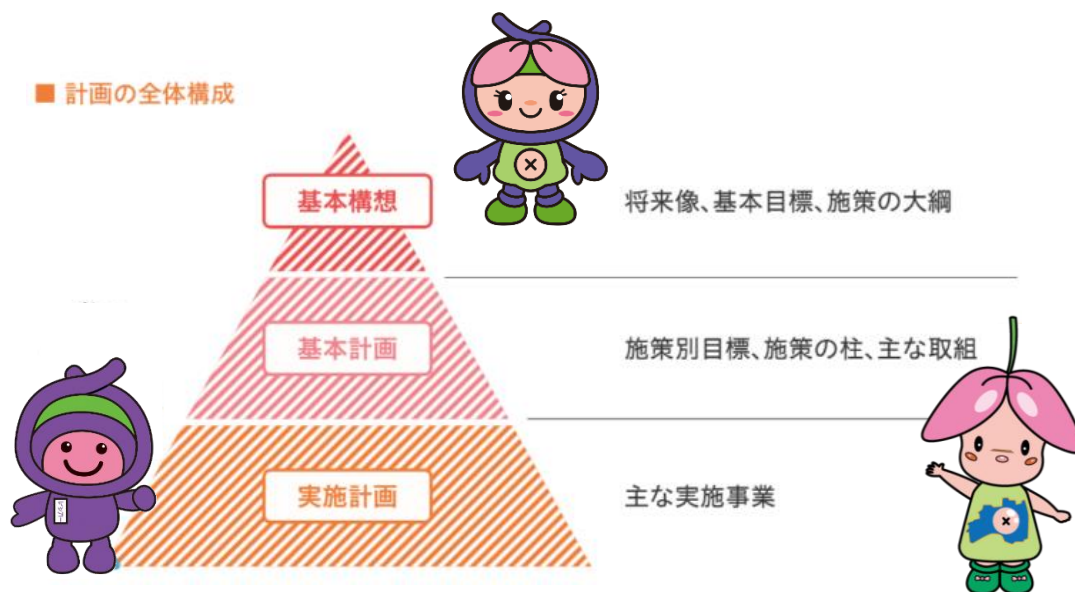 ■ 計画の全体構成
基本構想
将来像、基本目標、施策の大綱
基本計画
施策別目標、施策の柱、主な取組
実施計画
主な実施事業